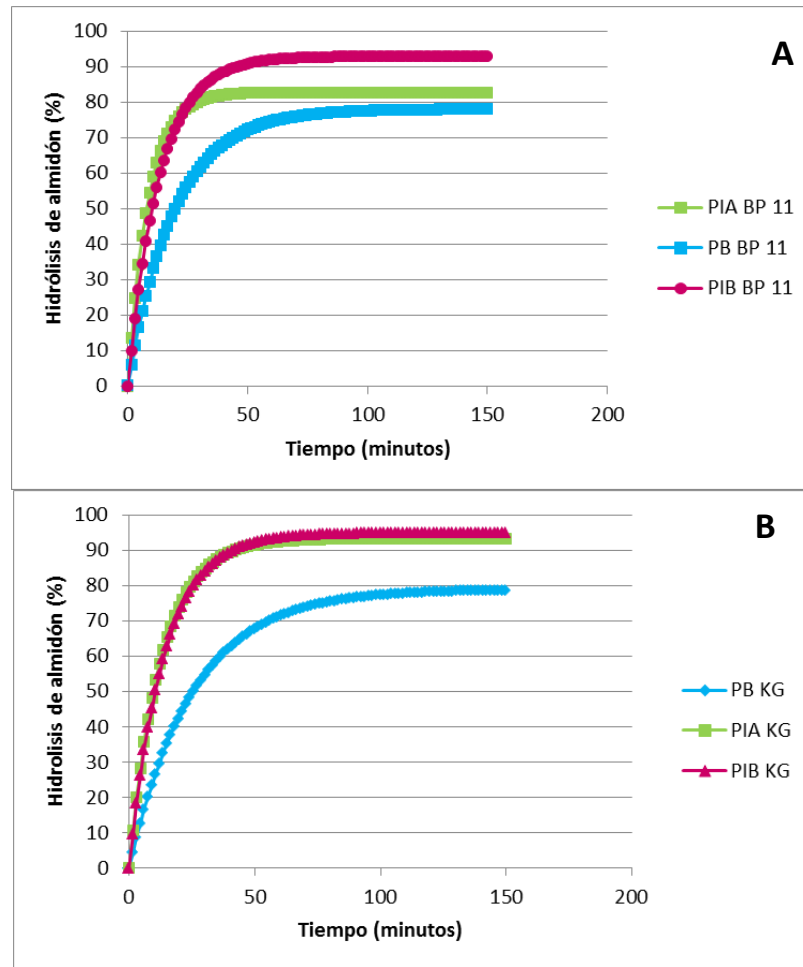 A
Hidrólisis de almidón (%)
100
90
80
70
60
50
40
30
20
10
0
0 50 100 150 200
Tiempo (minutos)
PIA BP 11
PB BP 11
PIB BP 11
B
Hidrolisis de almidón (%)
100
90
80
70
60
50
40
30
20
10
0
0 50 100 150 200
Tiempo (minutos)
PB KG
PIA KG
PIB KG